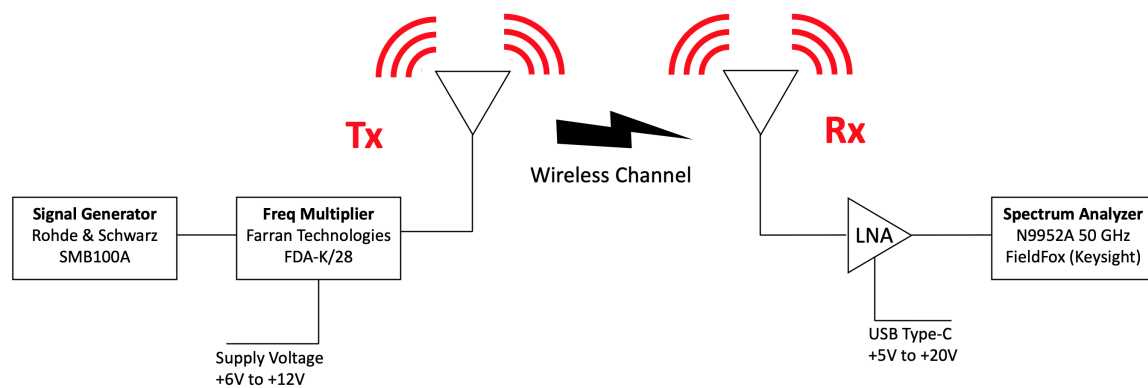 Tx
Rx
Wireless Channel
Signal Generator
Rohde & Schwarz
SMB100A
Freq Multiplier
Farran Technologies
FDA-K/28
LNA
Spectrum Analyzer
N9952A 50 GHz
FieldFox (Keysight)
Supply Voltage
+6V to +12V
USB Type-C
+5V to +20V